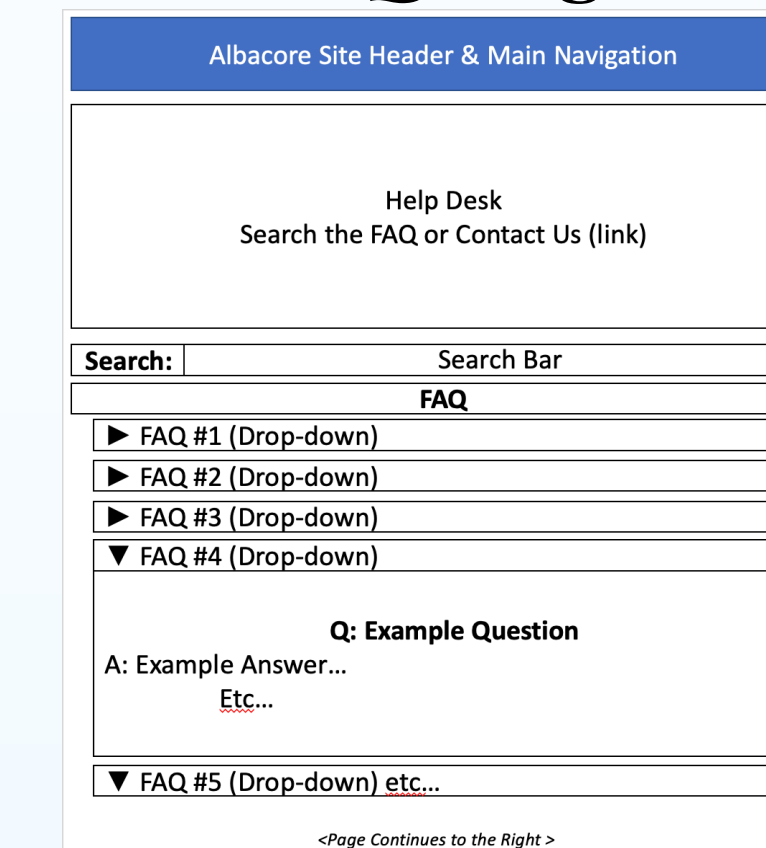 Albacore Site Header & Main Navigation
Help Desk
Search the FAQ or Contact Us (link)
Search: Search Bar
FAQ
▶ FAQ #1 (Drop-down)
▶ FAQ #2 (Drop-down)
▶ FAQ #3 (Drop-down)
▼ FAQ #4 (Drop-down)
Q: Example Question
A: Example Answer...
Etc...
▼ FAQ #5 (Drop-down) etc...
<Page Continues to the Right >